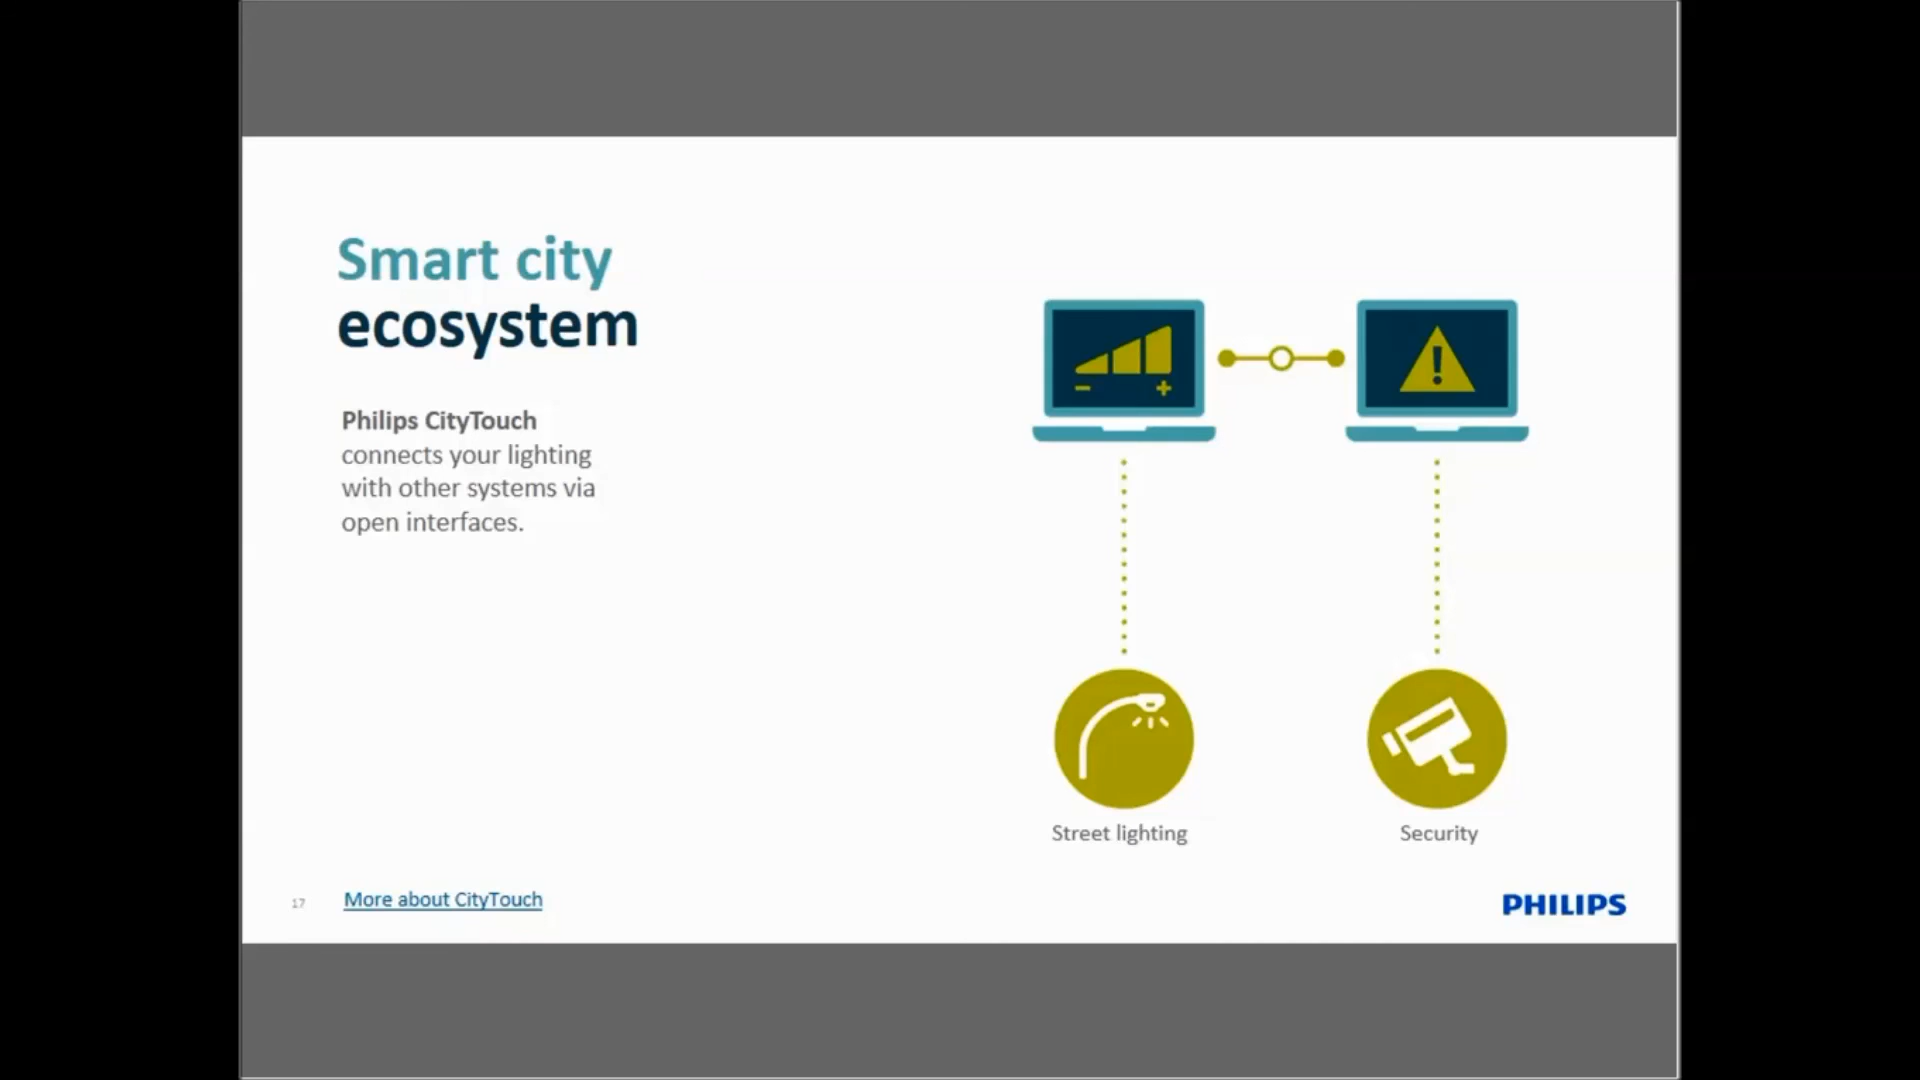 Smart city
ecosystem
Philips CityTouch
connects your lighting
with other systems via
open interfaces.
Street lighting
Security
17
More about CityTouch
PHILIPS